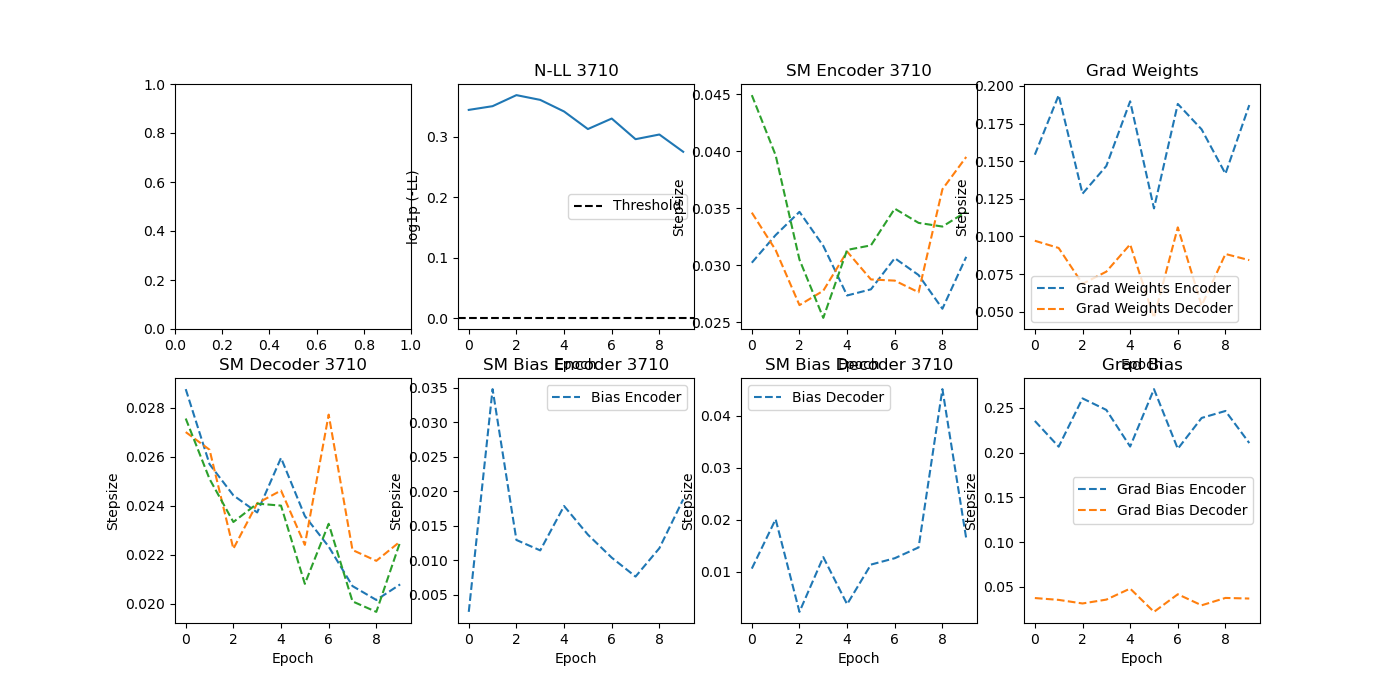 N-LL 3710
SM Encoder 3710
Grad Weights
1.0
0.8
0.6
0.4
0.2
0.0
0.0 0.2 0.4 0.6 0.8 1.0
log1p (-LL)
0.3
0.2
0.1
0.0
Threshold
0 2 4 6 8
Epoch
Stepsize
0.045
0.040
0.035
0.030
0.025
0 2 4 6 8
Epoch
Stepsize
0.200
0.175
0.150
0.125
0.100
0.075
0.050
Grad Weights Encoder
Grad Weights Decoder
0 2 4 6 8
Epoch
SM Decoder 3710
SM Bias Encoder 3710
SM Bias Decoder 3710
Grad Bias
Stepsize
0.028
0.026
0.024
0.022
0.020
0 2 4 6 8
Epoch
Stepsize
0.035
0.030
0.025
0.020
0.015
0.010
0.005
Bias Encoder
0 2 4 6 8
Epoch
Stepsize
0.04
0.03
0.02
0.01
Bias Decoder
0 2 4 6 8
Epoch
Stepsize
0.25
0.20
0.15
0.10
0.05
Grad Bias Encoder
Grad Bias Decoder
0 2 4 6 8
Epoch